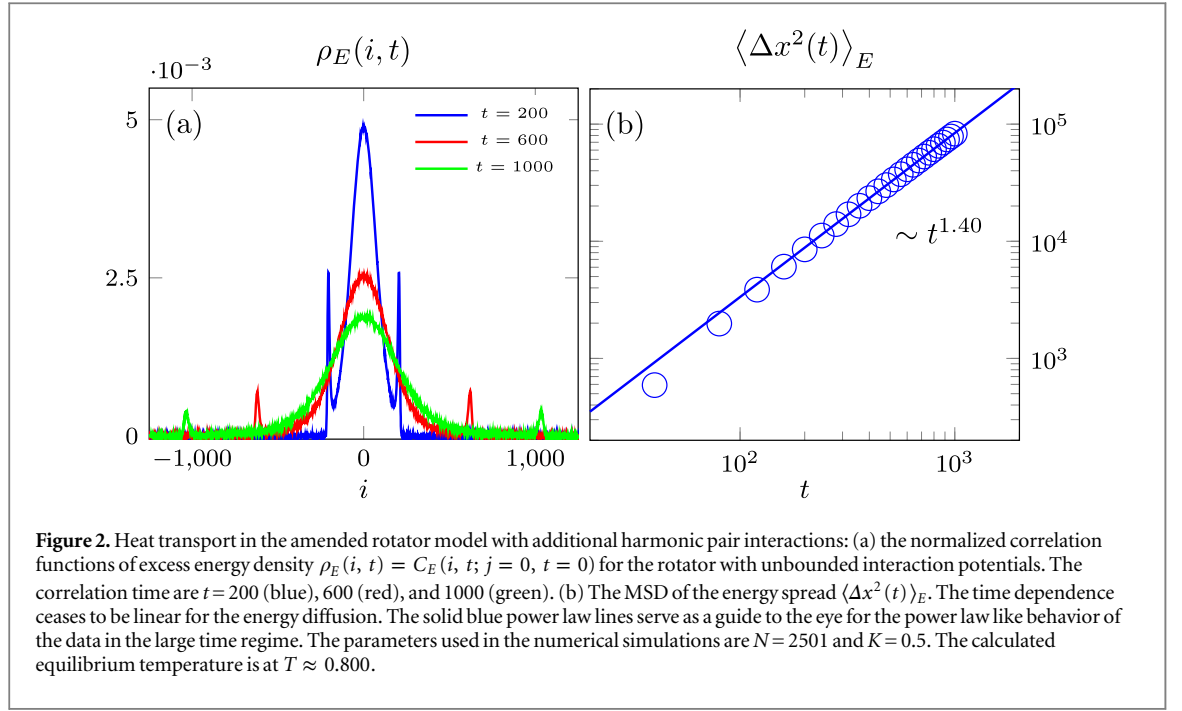 ρ_E(i, t)
·10⁻³
5
2.5
0
(a)
t = 200
t = 600
t = 1000
−1,000 0 1,000
i
⟨Δx²(t)⟩_E
(b)
10⁵
10⁴
10³
∼ t^1.40
10² 10³
t
Figure 2. Heat transport in the amended rotator model with additional harmonic pair interactions: (a) the normalized correlation
functions of excess energy density ρ_E(i, t) = C_E(i, t; j = 0, t = 0) for the rotator with unbounded interaction potentials. The
correlation time are t = 200 (blue), 600 (red), and 1000 (green). (b) The MSD of the energy spread ⟨Δx²(t)⟩_E. The time dependence
ceases to be linear for the energy diffusion. The solid blue power law lines serve as a guide to the eye for the power law like behavior of
the data in the large time regime. The parameters used in the numerical simulations are N = 2501 and K = 0.5. The calculated
equilibrium temperature is at T ≈ 0.800.